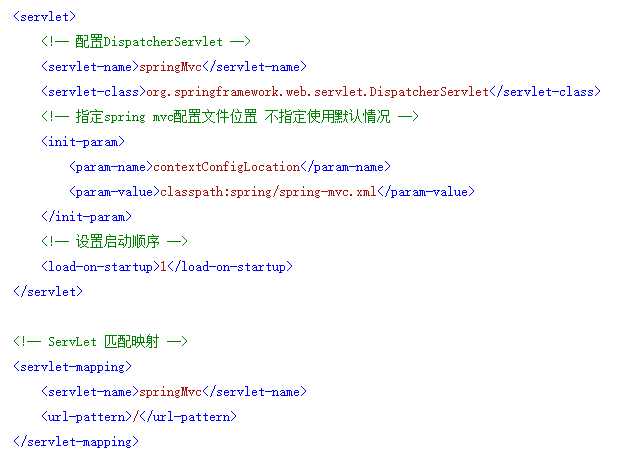 <servlet>
    <!-- 配置DispatcherServlet -->
    <servlet-name>springMvc</servlet-name>
    <servlet-class>org.springframework.web.servlet.DispatcherServlet</servlet-class>
    <!-- 指定spring mvc配置文件位置 不指定使用默认情况 -->
    <init-param>
        <param-name>contextConfigLocation</param-name>
        <param-value>classpath:spring/spring-mvc.xml</param-value>
    </init-param>
    <!-- 设置启动顺序 -->
    <load-on-startup>1</load-on-startup>
</servlet>

<!-- ServLet 匹配映射 -->
<servlet-mapping>
    <servlet-name>springMvc</servlet-name>
    <url-pattern>/</url-pattern>
</servlet-mapping>